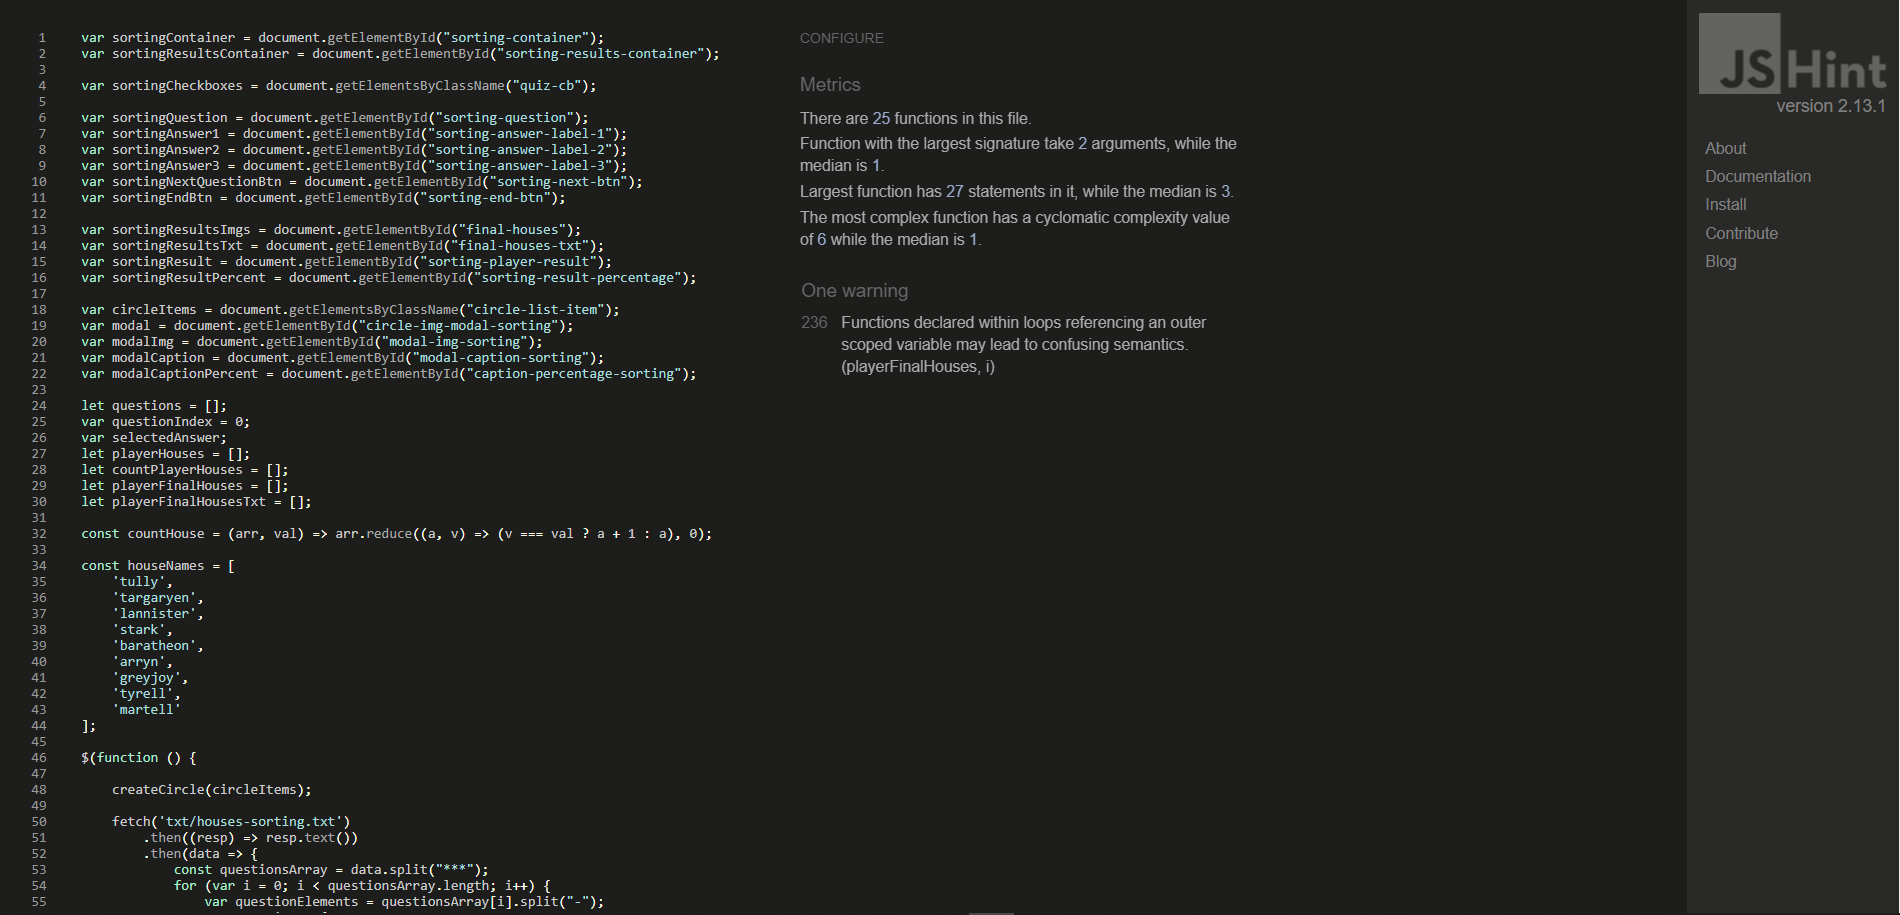 1 var sortingContainer = document.getElementById("sorting-container");
2 var sortingResultsContainer = document.getElementById("sorting-results-container");
3
4 var sortingCheckboxes = document.getElementsByClassName("quiz-cb");
5
6 var sortingQuestion = document.getElementById("sorting-question");
7 var sortingAnswer1 = document.getElementById("sorting-answer-label-1");
8 var sortingAnswer2 = document.getElementById("sorting-answer-label-2");
9 var sortingAnswer3 = document.getElementById("sorting-answer-label-3");
10 var sortingNextQuestionBtn = document.getElementById("sorting-next-btn");
11 var sortingEndBtn = document.getElementById("sorting-end-btn");
12
13 var sortingResultsImgs = document.getElementById("final-houses");
14 var sortingResultsTxt = document.getElementById("final-houses-txt");
15 var sortingResult = document.getElementById("sorting-player-result");
16 var sortingResultPercent = document.getElementById("sorting-result-percentage");
17
18 var circleItems = document.getElementsByClassName("circle-list-item");
19 var modal = document.getElementById("circle-img-modal-sorting");
20 var modalImg = document.getElementById("modal-img-sorting");
21 var modalCaption = document.getElementById("modal-caption-sorting");
22 var modalCaptionPercent = document.getElementById("caption-percentage-sorting");
23
24 let questions = [];
25 var questionIndex = 0;
26 var selectedAnswer;
27 let playerHouses = [];
28 let countPlayerHouses = [];
29 let playerFinalHouses = [];
30 let playerFinalHousesTxt = [];
31
32 const countHouse = (arr, val) => arr.reduce((a, v) => (v === val ? a + 1 : a), 0);
33
34 const houseNames = [
35 'tully',
36 'targaryen',
37 'lannister',
38 'stark',
39 'baratheon',
40 'arryn',
41 'greyjoy',
42 'tyrell',
43 'martell'
44 ];
45
46 $(function () {
47
48 createCircle(circleItems);
49
50 fetch('txt/houses-sorting.txt')
51 .then((resp) => resp.text())
52 .then(data => {
53 const questionsArray = data.split("***");
54 for (var i = 0; i < questionsArray.length; i++) {
55 var questionElements = questionsArray[i].split("-");
CONFIGURE
Metrics
There are 25 functions in this file.
Function with the largest signature take 2 arguments, while the
median is 1.
Largest function has 27 statements in it, while the median is 3.
The most complex function has a cyclomatic complexity value
of 6 while the median is 1.
One warning
236 Functions declared within loops referencing an outer
scoped variable may lead to confusing semantics.
(playerFinalHouses, i)
JSHint
version 2.13.1
About
Documentation
Install
Contribute
Blog